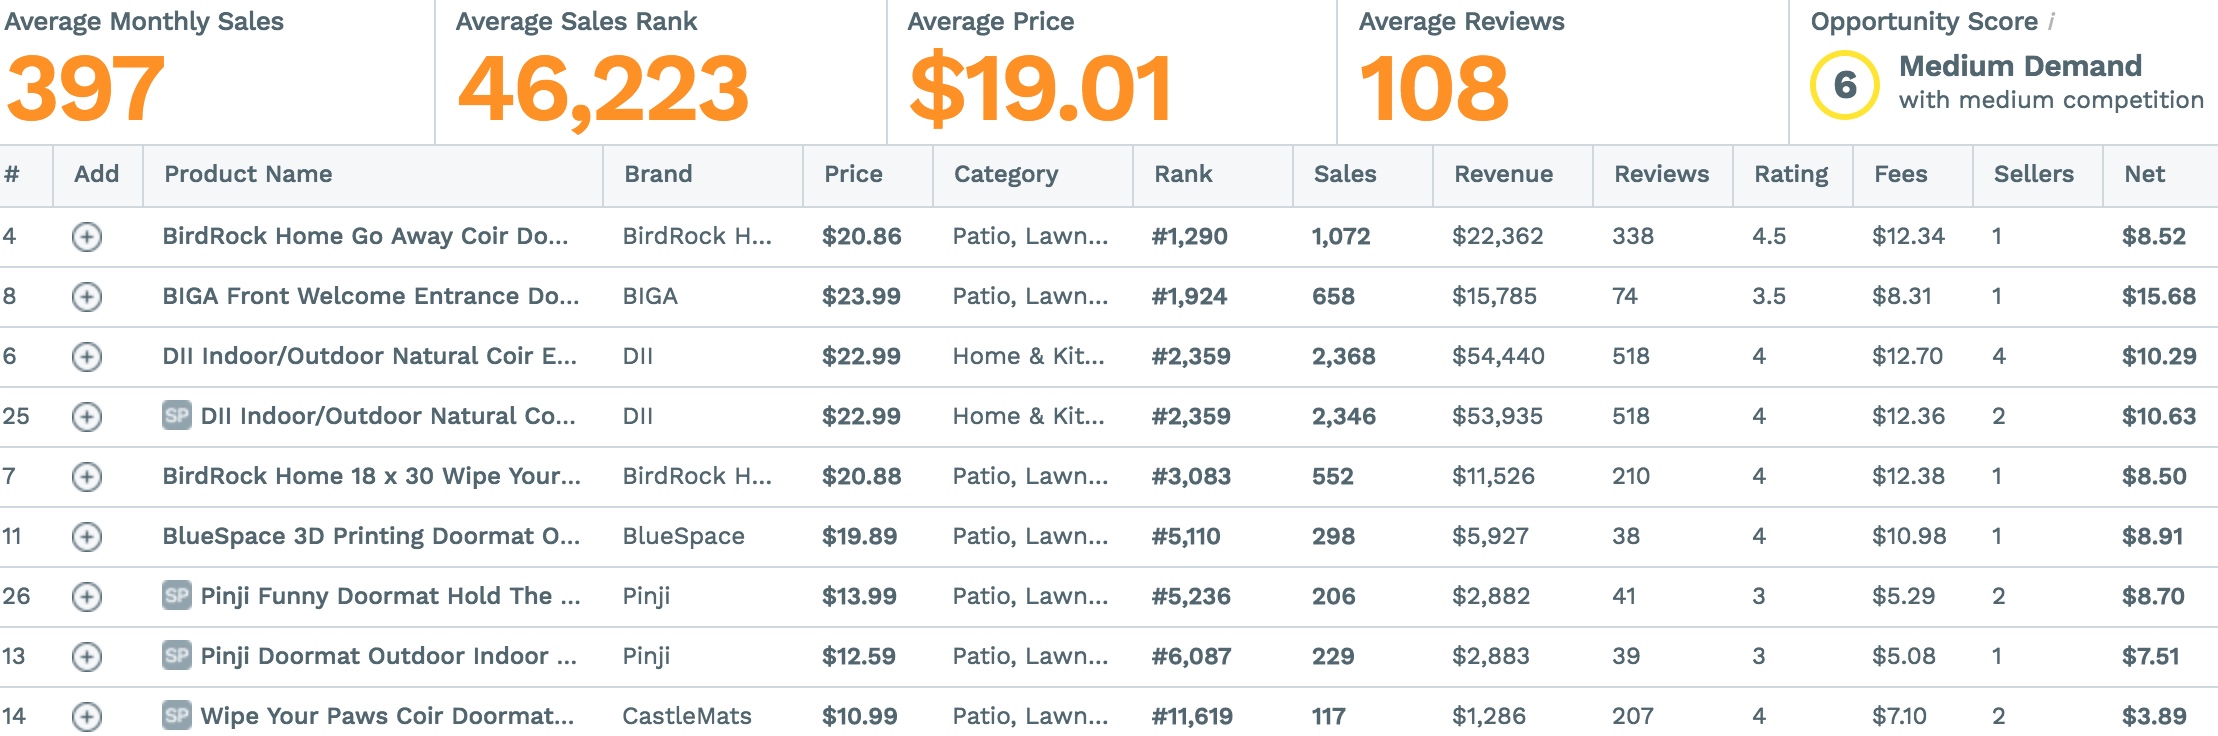 Average Monthly Sales Average Sales Rank Average Price Average Reviews Opportunity Score i
397 46,223 $19.01 108 6 Medium Demand
with medium competition
# Add Product Name Brand Price Category Rank Sales Revenue Reviews Rating Fees Sellers Net
4 BirdRock Home Go Away Coir Do... BirdRock H... $20.86 Patio, Lawn... #1,290 1,072 $22,362 338 4.5 $12.34 1 $8.52
8 BIGA Front Welcome Entrance Do... BIGA $23.99 Patio, Lawn... #1,924 658 $15,785 74 3.5 $8.31 1 $15.68
6 DII Indoor/Outdoor Natural Coir E... DII $22.99 Home & Kit... #2,359 2,368 $54,440 518 4 $12.70 4 $10.29
25 SP DII Indoor/Outdoor Natural Co... DII $22.99 Home & Kit... #2,359 2,346 $53,935 518 4 $12.36 2 $10.63
7 BirdRock Home 18 x 30 Wipe Your... BirdRock H... $20.88 Patio, Lawn... #3,083 552 $11,526 210 4 $12.38 1 $8.50
11 BlueSpace 3D Printing Doormat O... BlueSpace $19.89 Patio, Lawn... #5,110 298 $5,927 38 4 $10.98 1 $8.91
26 SP Pinji Funny Doormat Hold The ... Pinji $13.99 Patio, Lawn... #5,236 206 $2,882 41 3 $5.29 2 $8.70
13 SP Pinji Doormat Outdoor Indoor ... Pinji $12.59 Patio, Lawn... #6,087 229 $2,883 39 3 $5.08 1 $7.51
14 SP Wipe Your Paws Coir Doormat... CastleMats $10.99 Patio, Lawn... #11,619 117 $1,286 207 4 $7.10 2 $3.89